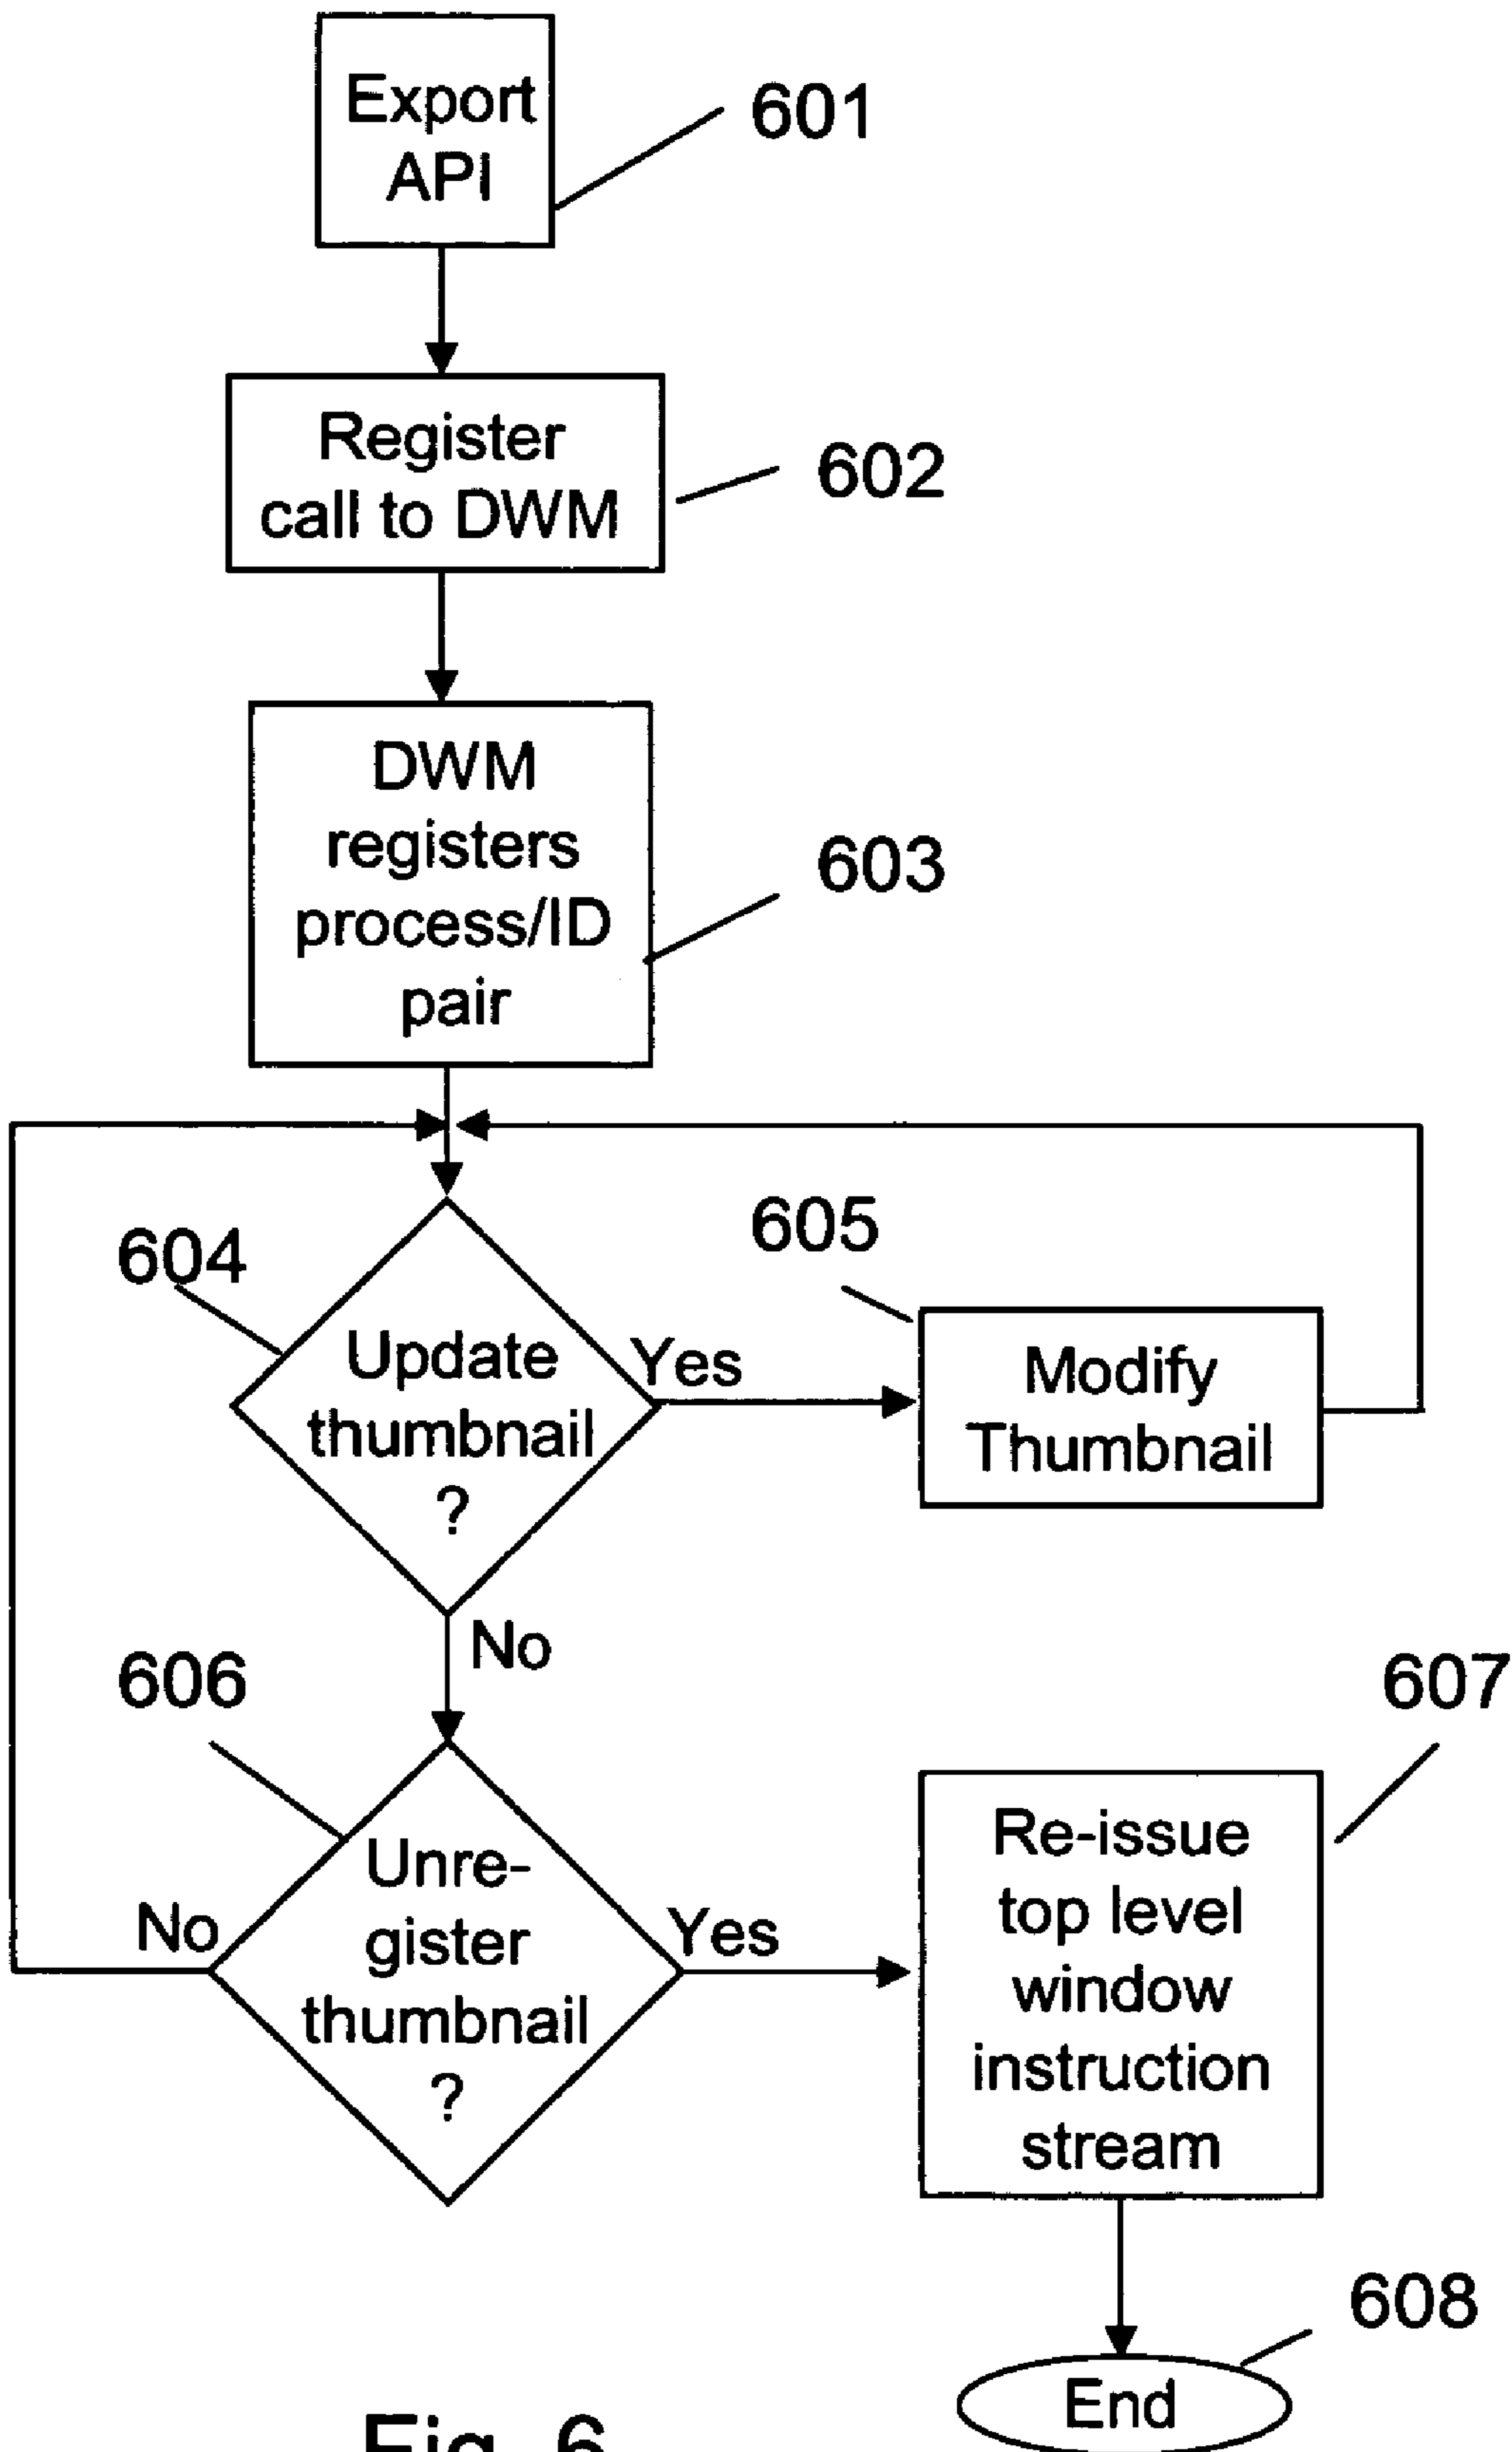 Export
API
601
Register
call to DWM
602
DWM
registers
process/ID
pair
603
604
Update
thumbnail
?
Yes
605
Modify
Thumbnail
No
606
Unre-
gister
thumbnail
?
No
Yes
607
Re-issue
top level
window
instruction
stream
608
End
Fig. 6